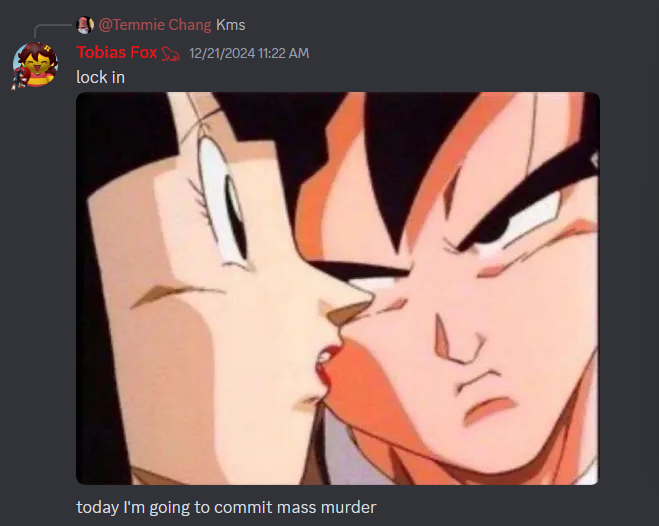 @Temmie Chang Kms
Tobias Fox 12/21/2024 11:22 AM
lock in
today I'm going to commit mass murder